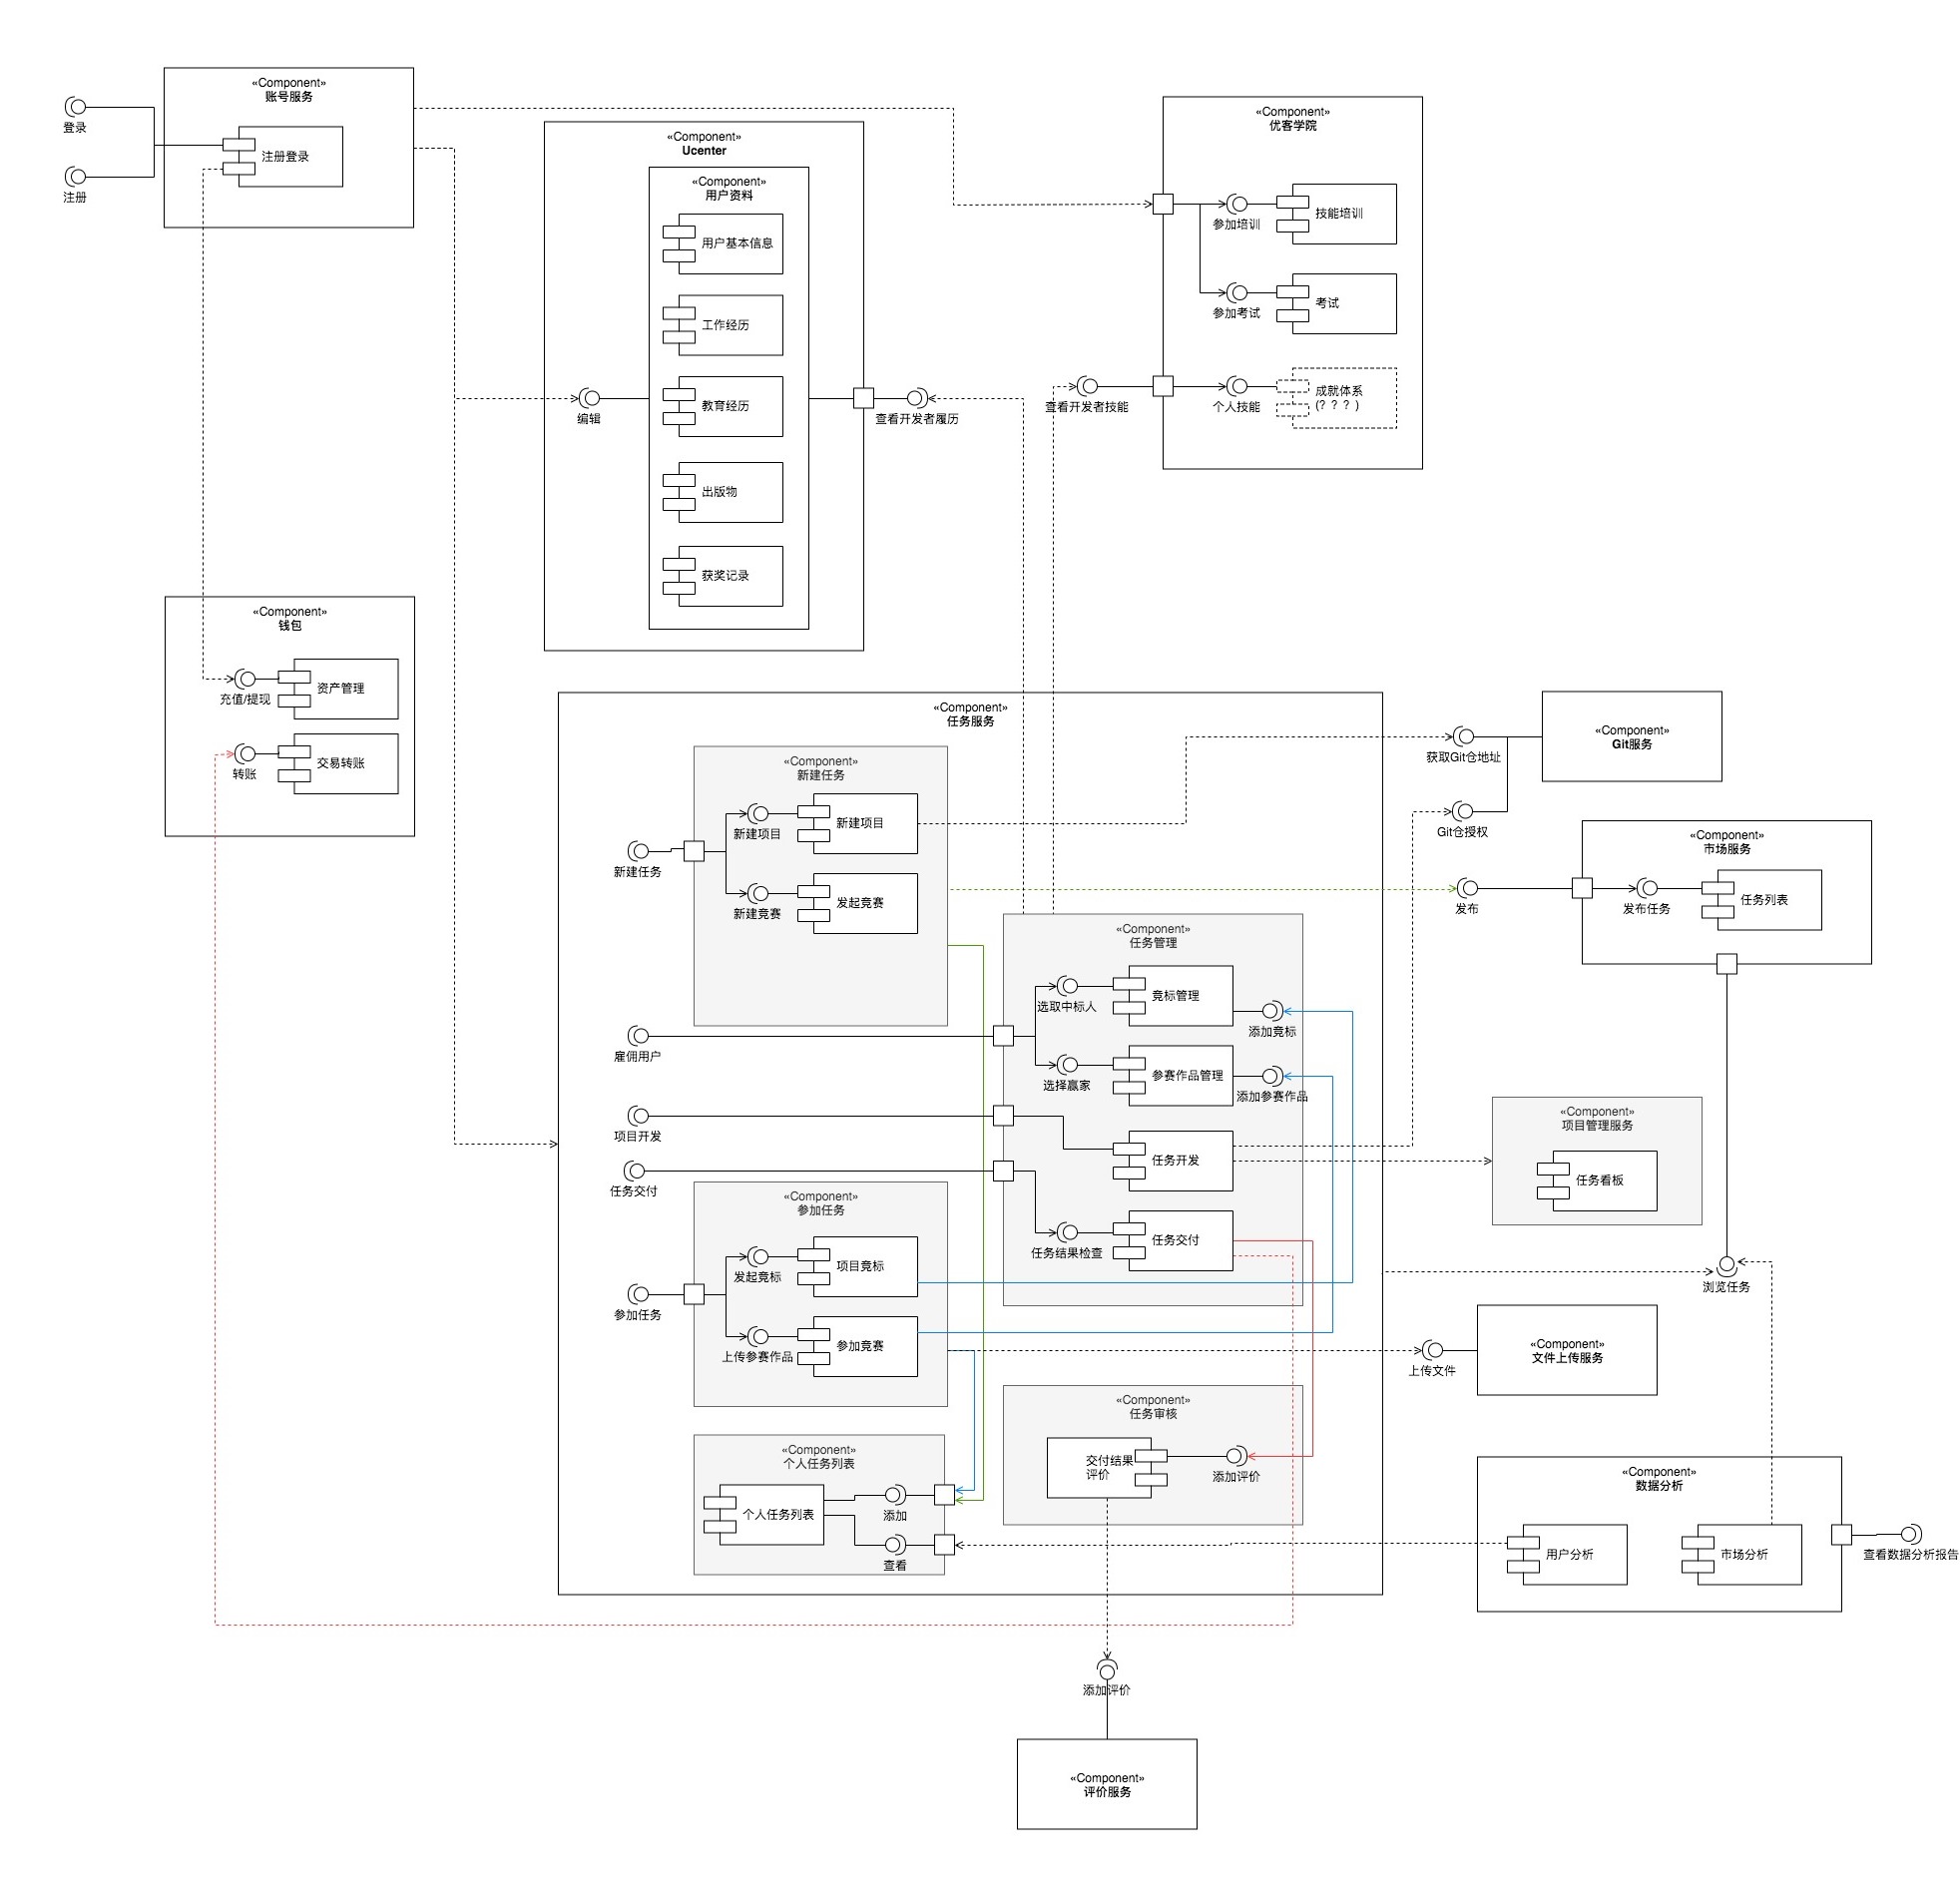 «Component»
账号服务
登录
注册登录
注册
«Component»
Ucenter
«Component»
用户资料
用户基本信息
工作经历
教育经历
出版物
获奖记录
编辑
查看开发者履历
«Component»
优客学院
参加培训
技能培训
参加考试
考试
查看开发者技能
个人技能
成就体系
(？？？)
«Component»
钱包
充值/提现
资产管理
转账
交易转账
«Component»
任务服务
«Component»
新建任务
新建项目
新建项目
新建任务
新建竞赛
发起竞赛
«Component»
任务管理
选取中标人
竞标管理
添加竞标
雇佣用户
选择赢家
参赛作品管理
添加参赛作品
项目开发
任务开发
任务交付
任务结果检查
任务交付
«Component»
参加任务
发起竞标
项目竞标
参加任务
上传参赛作品
参加竞赛
«Component»
个人任务列表
个人任务列表
添加
查看
«Component»
任务审核
交付结果
评价
添加评价
«Component»
Git服务
获取Git仓地址
Git仓授权
«Component»
市场服务
发布
发布任务
任务列表
«Component»
项目管理服务
任务看板
浏览任务
«Component»
文件上传服务
上传文件
«Component»
数据分析
用户分析
市场分析
查看数据分析报告
添加评价
«Component»
评价服务